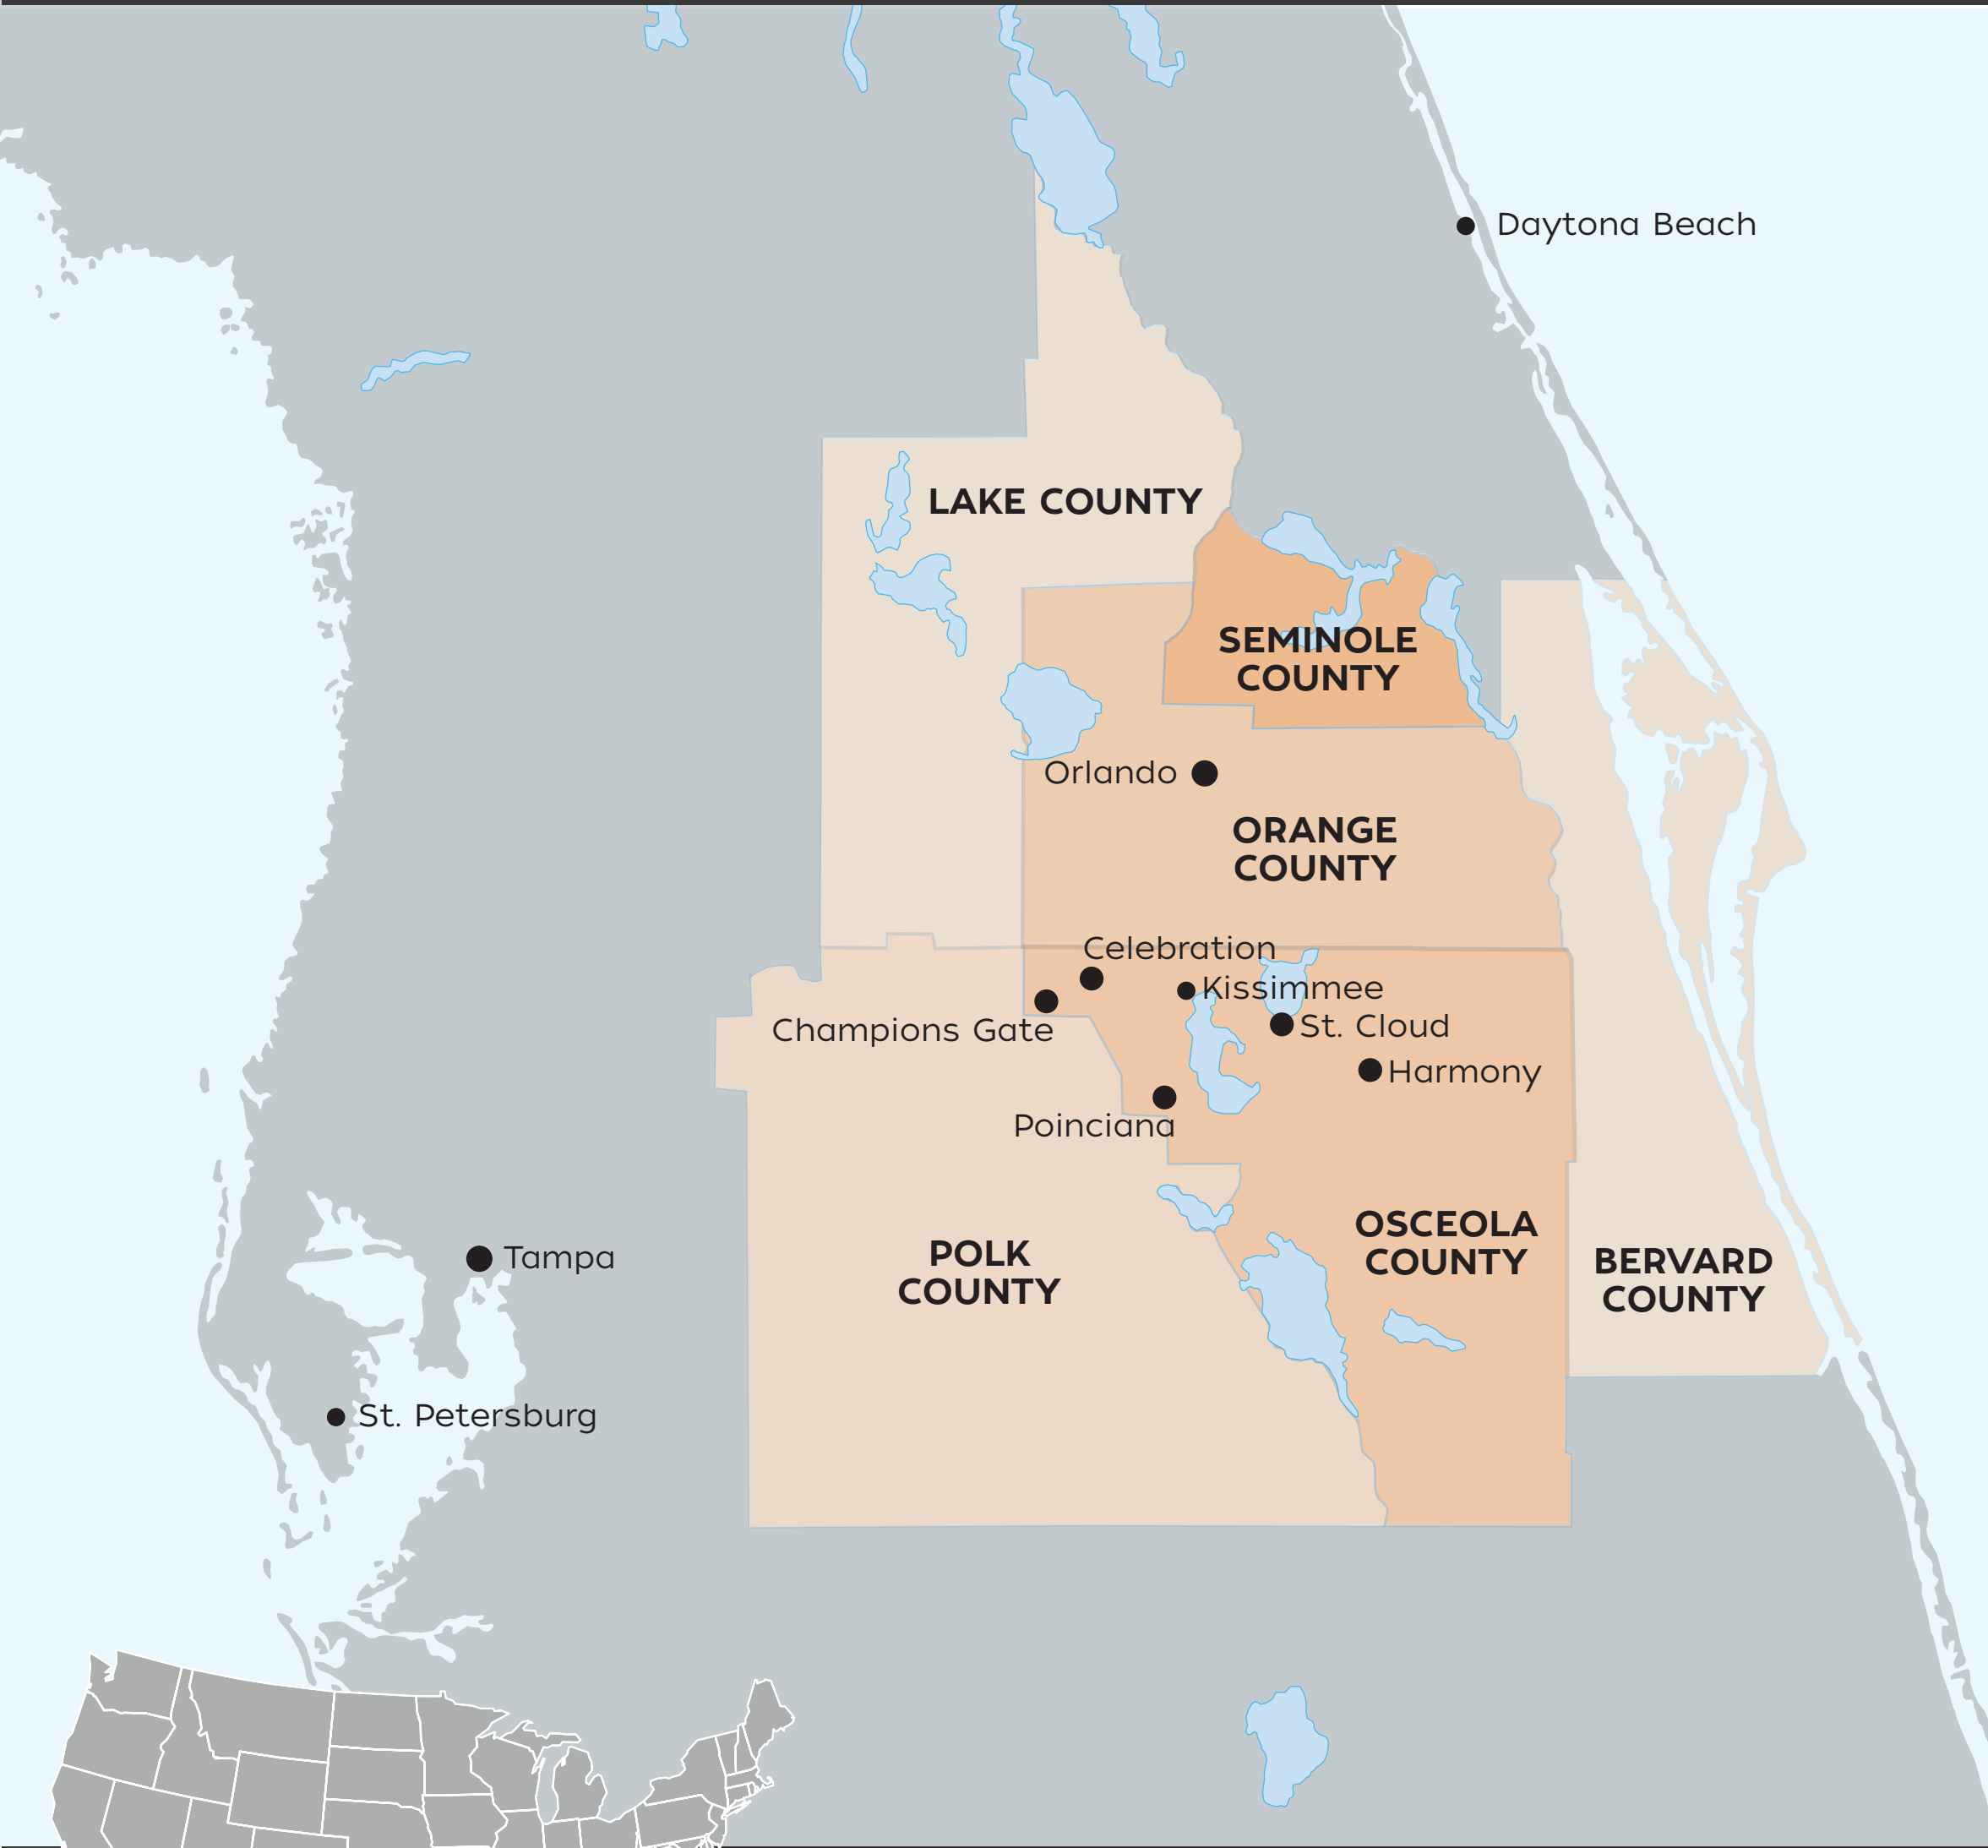 Daytona Beach
LAKE COUNTY
SEMINOLE
COUNTY
Orlando
ORANGE
COUNTY
Celebration
Kissimmee
Champions Gate
St. Cloud
Harmony
Poinciana
OSCEOLA
COUNTY
POLK
COUNTY
BERVARD
COUNTY
Tampa
St. Petersburg